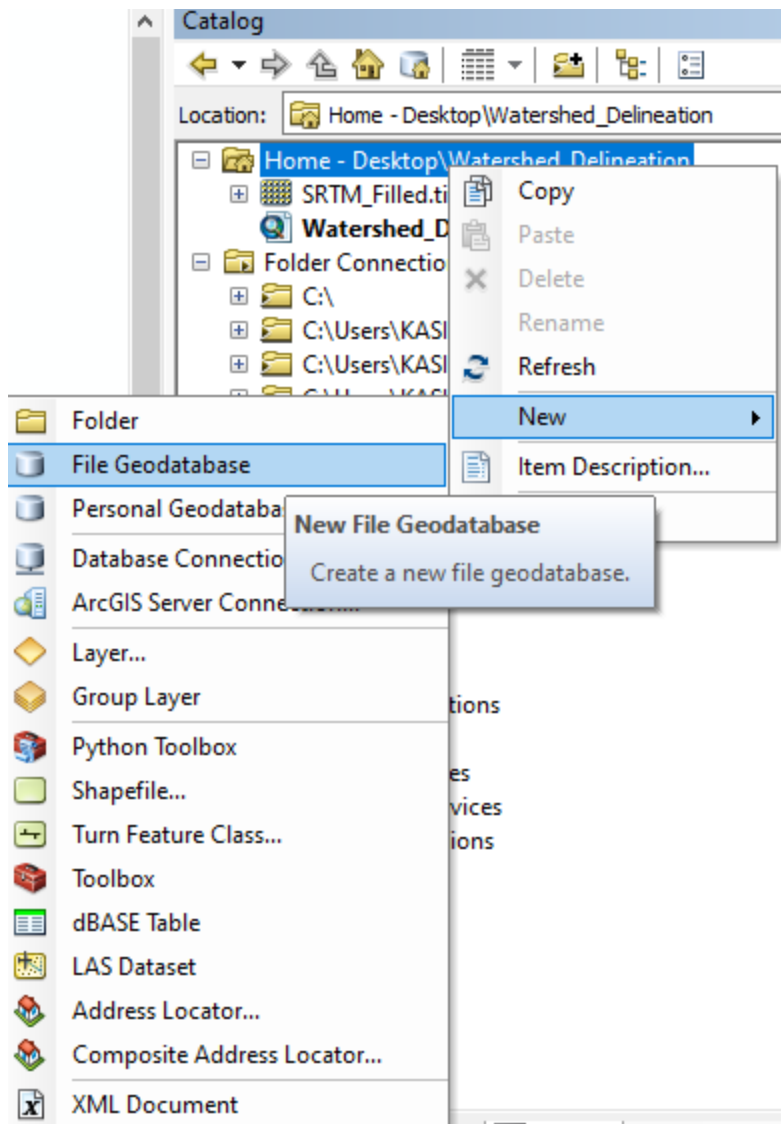 Catalog
Location: Home - Desktop\Watershed_Delineation
Home - Desktop\Watershed_Delineation
SRTM_Filled.ti
Watershed_D
Folder Connectio
C:\
C:\Users\KASI
C:\Users\KASI
Copy
Paste
Delete
Rename
Refresh
New
Item Description...
Folder
File Geodatabase
Personal Geodataba
Database Connectio
ArcGIS Server
New File Geodatabase
Create a new file geodatabase.
Layer...
Group Layer
Python Toolbox
Shapefile...
Turn Feature Class...
Toolbox
dBASE Table
LAS Dataset
Address Locator...
Composite Address Locator...
XML Document
tions
es
vices
ions